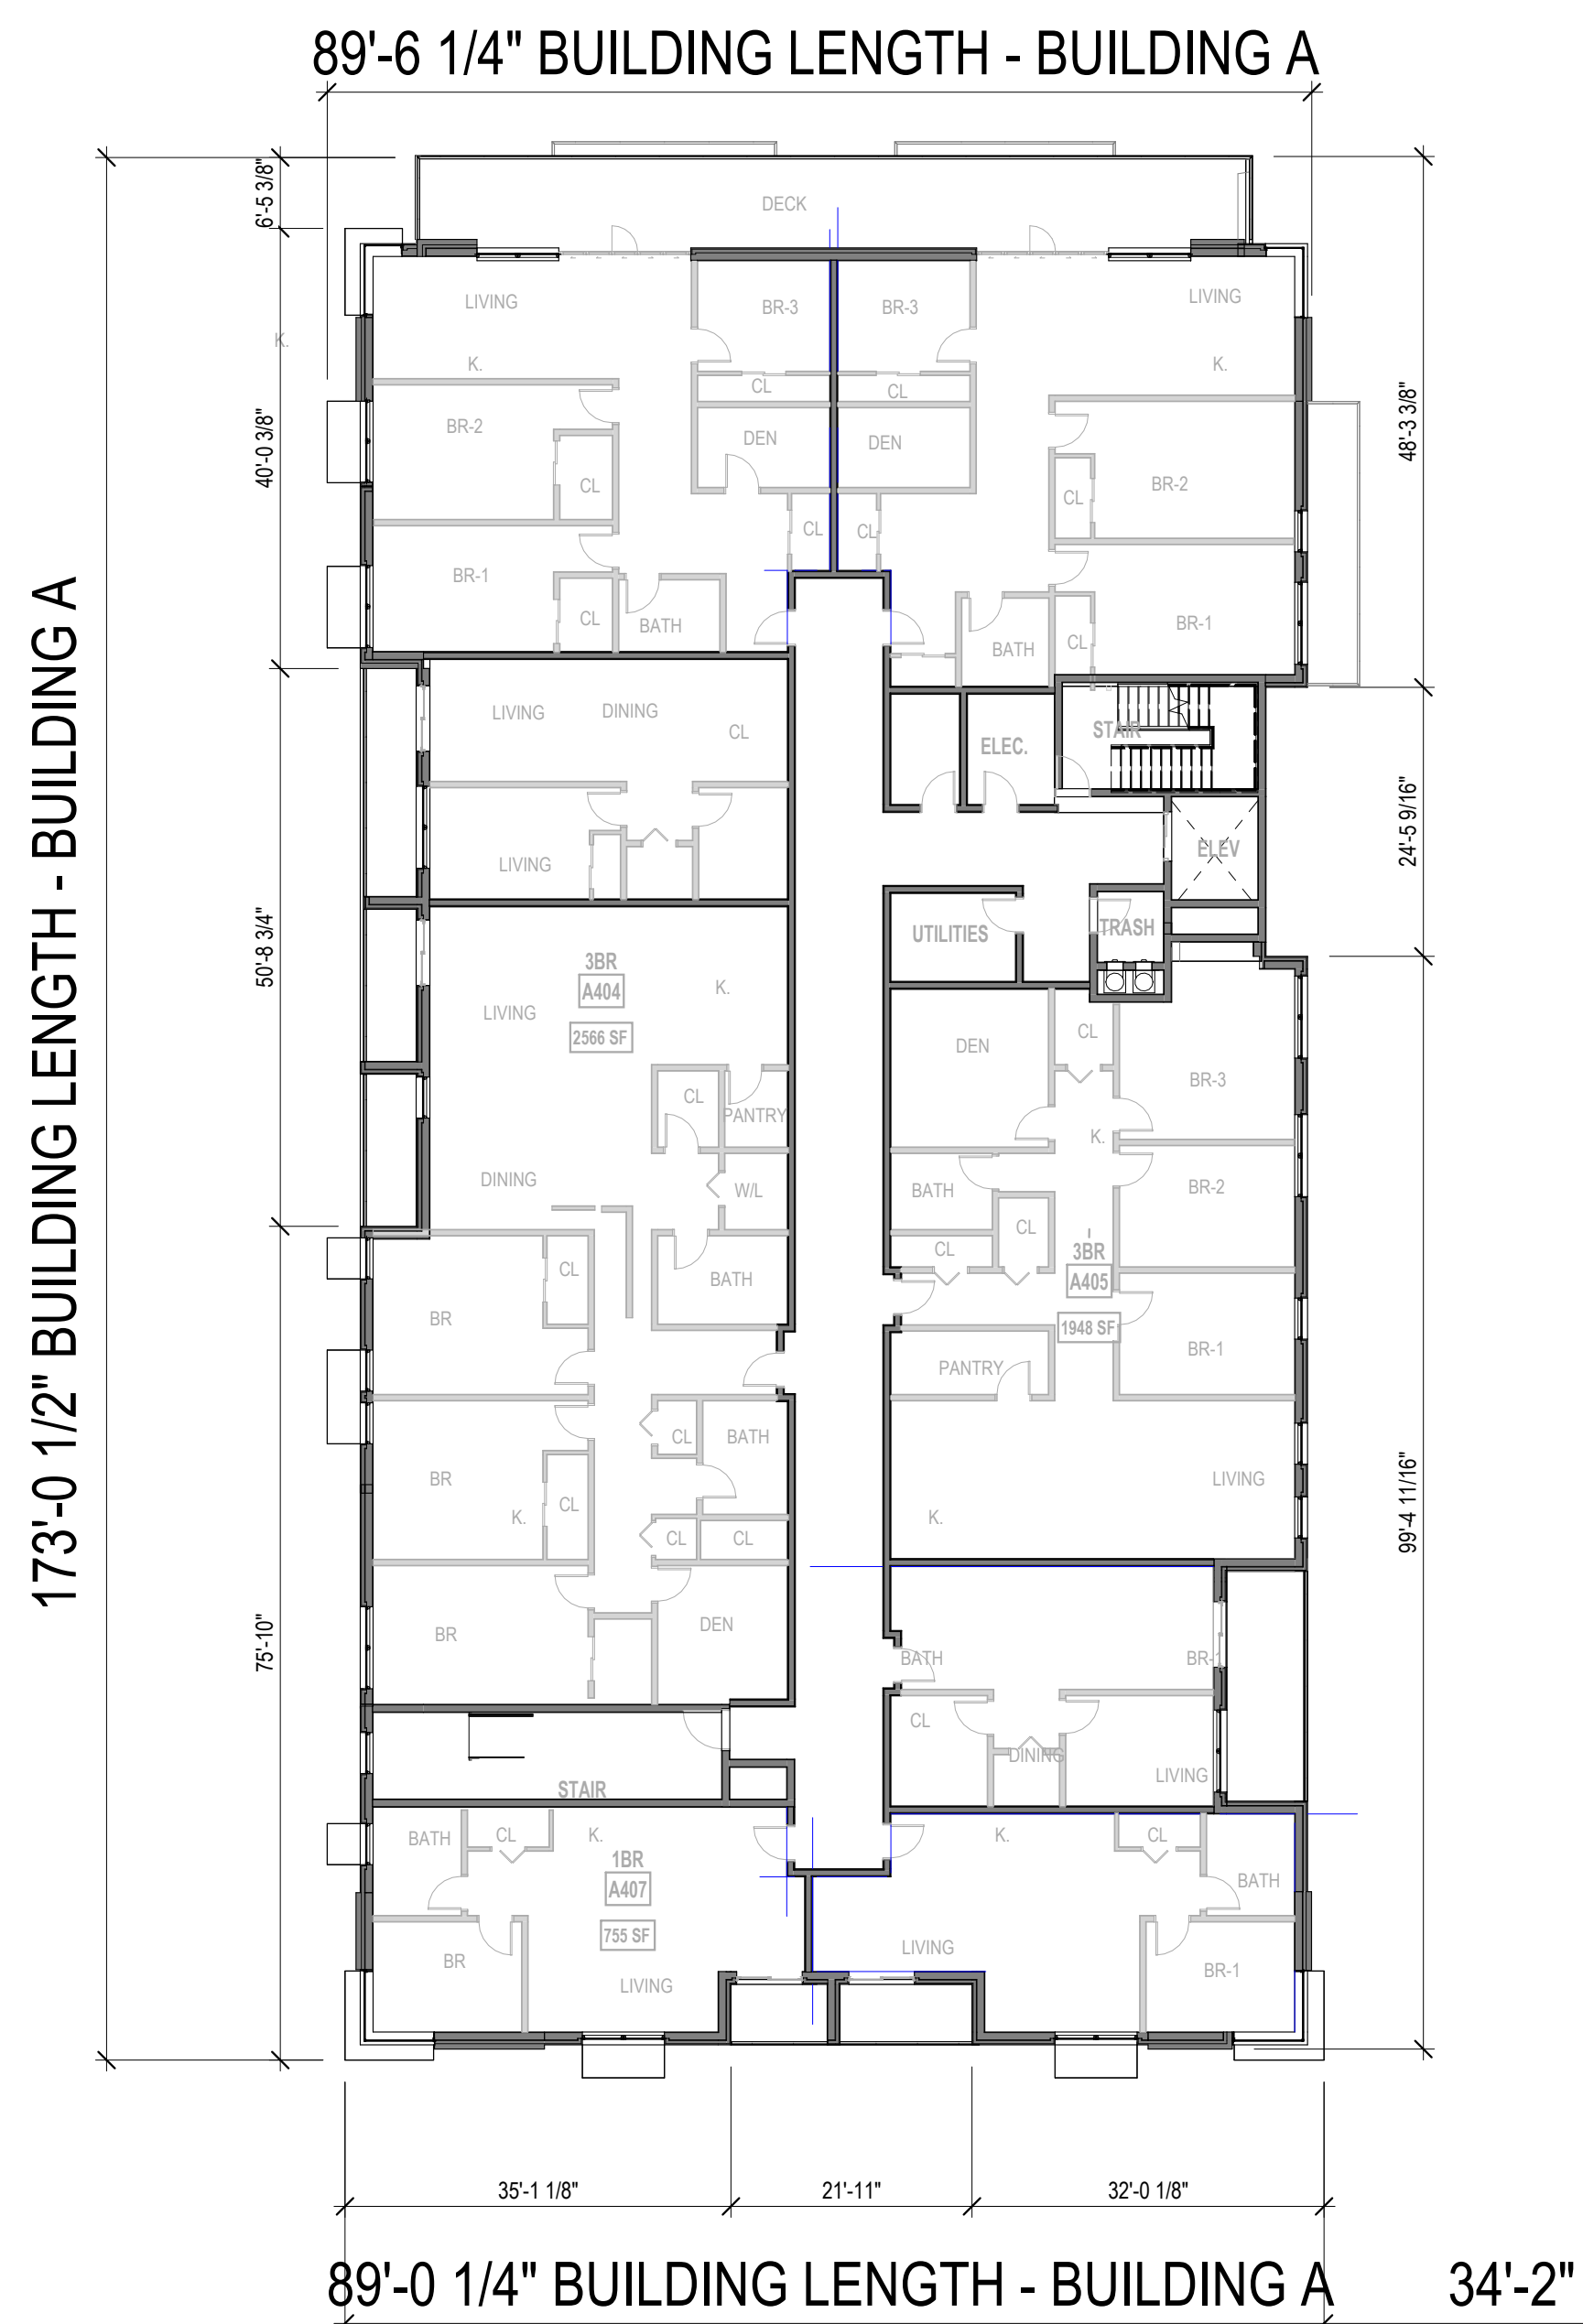 89'-6 1/4" BUILDING LENGTH - BUILDING A
6'-5 3/8"
DECK
LIVING
BR-3
BR-3
LIVING
K.
K.
K.
CL
CL
BR-2
DEN
DEN
40'-0 3/8"
48'-3 3/8"
CL
BR-2
CL
CL
CL
BR-1
CL
BATH
BR-1
BATH
CL
173'-0 1/2" BUILDING LENGTH - BUILDING A
LIVING
DINING
CL
ELEC.
STAIR
24'-5 9/16"
LIVING
ELEV
50'-8 3/4"
UTILITIES
TRASH
3BR
A404
K.
LIVING
2566 SF
DEN
CL
BR-3
CL
PANTRY
K.
DINING
W/L
BATH
BR-2
CL
CL
3BR
CL
BATH
A405
BR
1948 SF
BR-1
PANTRY
CL
BATH
BR
CL
K.
LIVING
K.
CL
CL
99'-4 11/16"
BR
DEN
75'-10"
BATH
BR-1
CL
DINING
LIVING
STAIR
BATH
CL
K.
K.
CL
1BR
A407
BATH
755 SF
LIVING
BR
LIVING
BR-1
35'-1 1/8"
21'-11"
32'-0 1/8"
89'-0 1/4" BUILDING LENGTH - BUILDING A
34'-2"